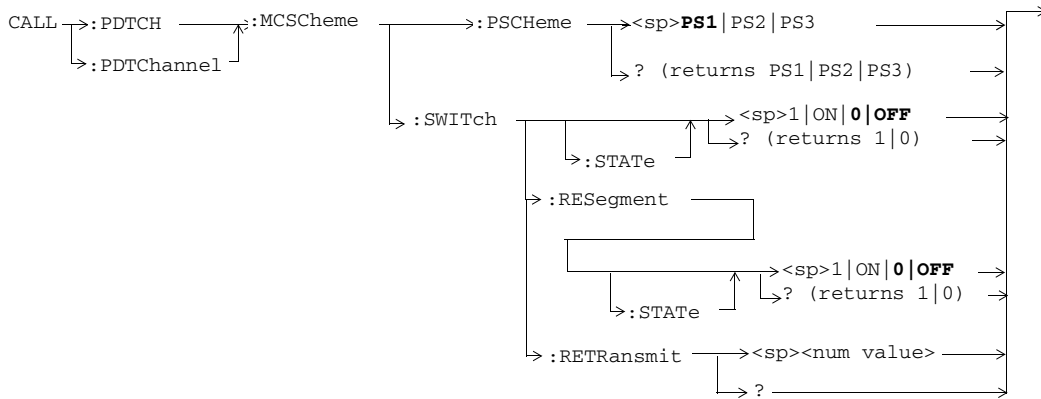 CALL :PDTCH :MCSCheme :PSCHeme <sp>PS1|PS2|PS3
:PDTChannel ? (returns PS1|PS2|PS3)
:SWITch <sp>1|ON|0|OFF
? (returns 1|0)
:STATe
:RESegment
<sp>1|ON|0|OFF
? (returns 1|0)
:STATe
:RETRansmit <sp><num value>
?